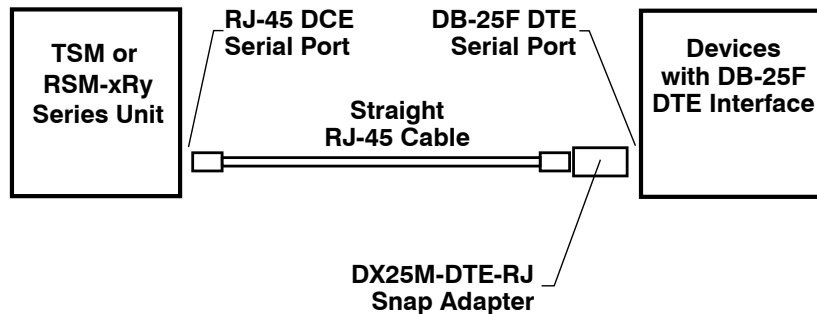 TSM or
RSM-xRy
Series Unit
RJ-45 DCE
Serial Port
DB-25F DTE
Serial Port
Devices
with DB-25F
DTE Interface
Straight
RJ-45 Cable
DX25M-DTE-RJ
Snap Adapter